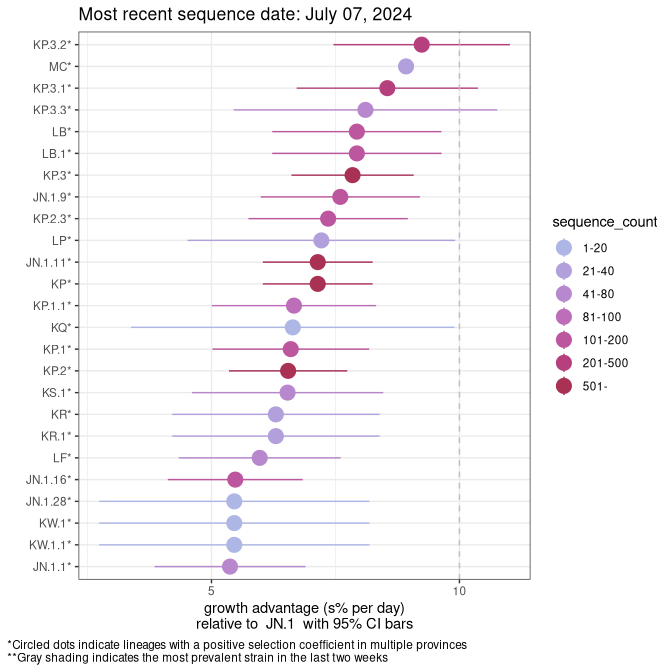 Most recent sequence date: July 07, 2024
KP.3.2*
MC*
KP.3.1*
KP.3.3*
LB*
LB.1*
KP.3*
JN.1.9*
KP.2.3*
LP*
JN.1.11*
KP*
KP.1.1*
KQ*
KP.1*
KP.2*
KS.1*
KR*
KR.1*
LF*
JN.1.16*
JN.1.28*
KW.1*
KW.1.1*
JN.1.1*
5
10
growth advantage (s% per day)
relative to  JN.1  with 95% CI bars
sequence_count
1-20
21-40
41-80
81-100
101-200
201-500
501-
*Circled dots indicate lineages with a positive selection coefficient in multiple provinces
**Gray shading indicates the most prevalent strain in the last two weeks